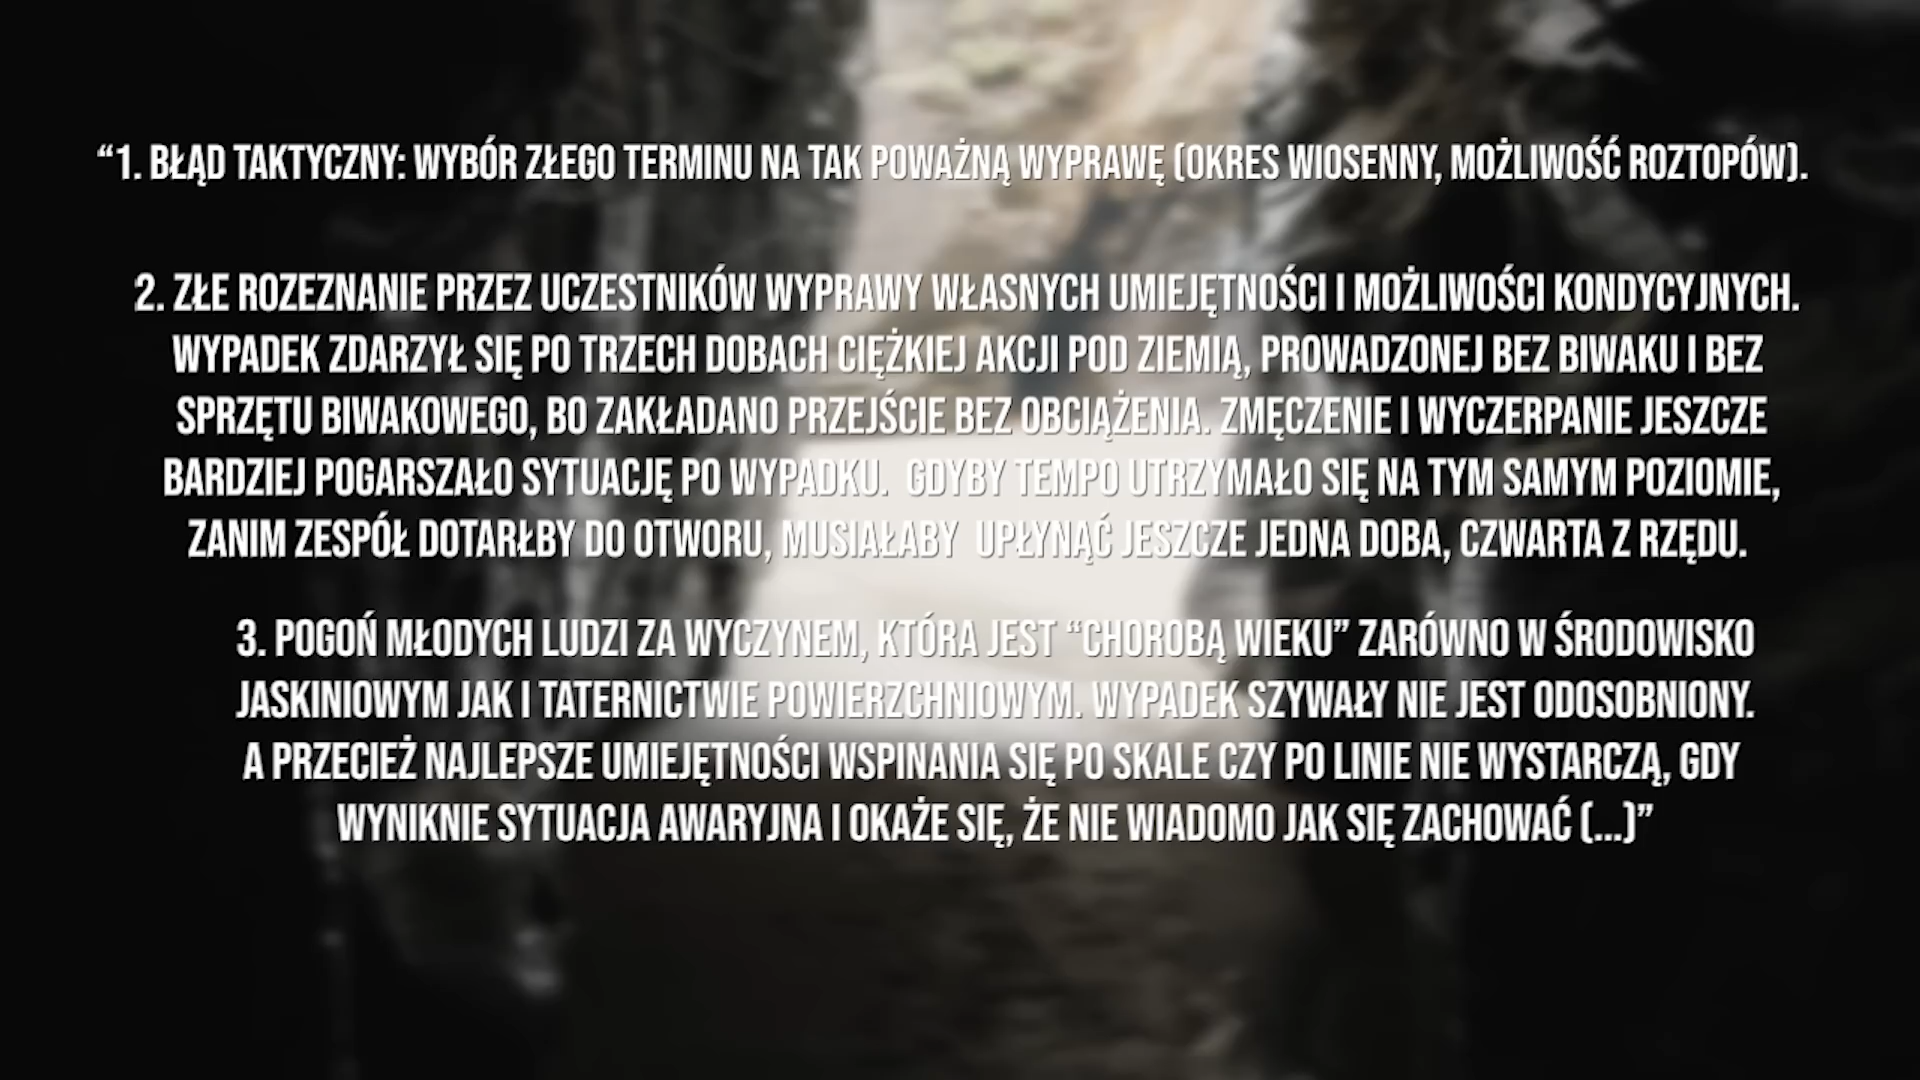 “1. BŁĄD TAKTYCZNY: WYBÓR ZŁEGO TERMINU NA TAK POWAŻNĄ WYPRAWĘ (OKRES WIOSENNY, MOŻLIWOŚĆ ROZTOPÓW).
2. ZŁE ROZEZNANIE PRZEZ UCZESTNIKÓW WYPRAWY WŁASNYCH UMIEJĘTNOŚCI I MOŻLIWOŚCI KONDYCYJNYCH.
WYPADEK ZDARZYŁ SIĘ PO TRZECH DOBACH CIĘŻKIEJ AKCJI POD ZIEMIĄ, PROWADZONEJ BEZ BIWAKU I BEZ
SPRZĘTU BIWAKOWEGO, BO ZAKŁADANO PRZEJŚCIE BEZ OBCIĄŻENIA. ZMĘCZENIE I WYCZERPANIE JESZCZE
BARDZIEJ POGARSZAŁO SYTUACJĘ PO WYPADKU. GDYBY TEMPO UTRZYMAŁO SIĘ NA TYM SAMYM POZIOMIE,
ZANIM ZESPÓŁ DOTARŁBY DO OTWORU, MUSIAŁABY UPŁYNĄĆ JESZCZE JEDNA DOBA, CZWARTA Z RZĘDU.
3. POGOŃ MŁODYCH LUDZI ZA WYCZYNEM, KTÓRA JEST “CHOROBĄ WIEKU” ZARÓWNO W ŚRODOWISKO
JASKINIOWYM JAK I TATERNICTWIE POWIERZCHNIOWYM. WYPADEK SZYWAŁY NIE JEST ODOSOBNIONY.
A PRZECIEŻ NAJLEPSZE UMIEJĘTNOŚCI WSPINANIA SIĘ PO SKALE CZY PO LINIE NIE WYSTARCZĄ, GDY
WYNIKNIE SYTUACJA AWARYJNA I OKAŻE SIĘ, ŻE NIE WIADOMO JAK SIĘ ZACHOWAĆ (...)”